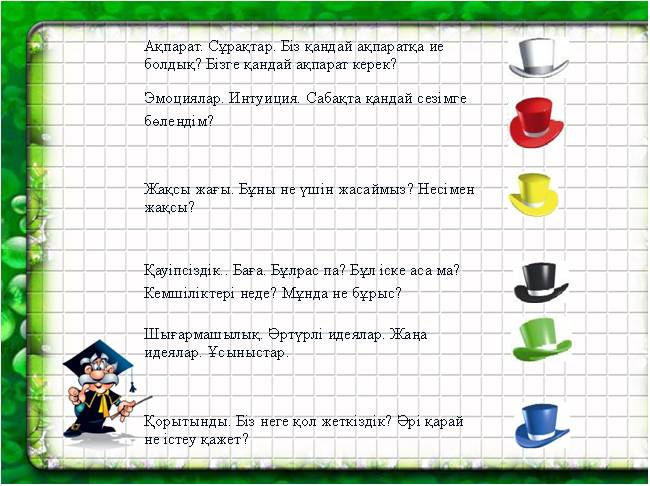 Ақпарат. Сұрақтар. Біз қандай ақпаратқа ие
болдық? Бізге қандай ақпарат керек?
Эмоциялар. Интуиция. Сабақта қандай сезімге
бөлендім?
Жақсы жағы. Бұны не үшін жасаймыз? Несімен
жақсы?
Қауіпсіздік.. Баға. Бұлрас па? Бұл іске аса ма?
Кемшіліктері неде? Мұнда не бұрыс?
Шығармашылық. Әртүрлі идеялар. Жаңа
идеялар. Ұсыныстар.
Қорытынды. Біз неге қол жеткіздік? Әрі қарай
не істеу қажет?